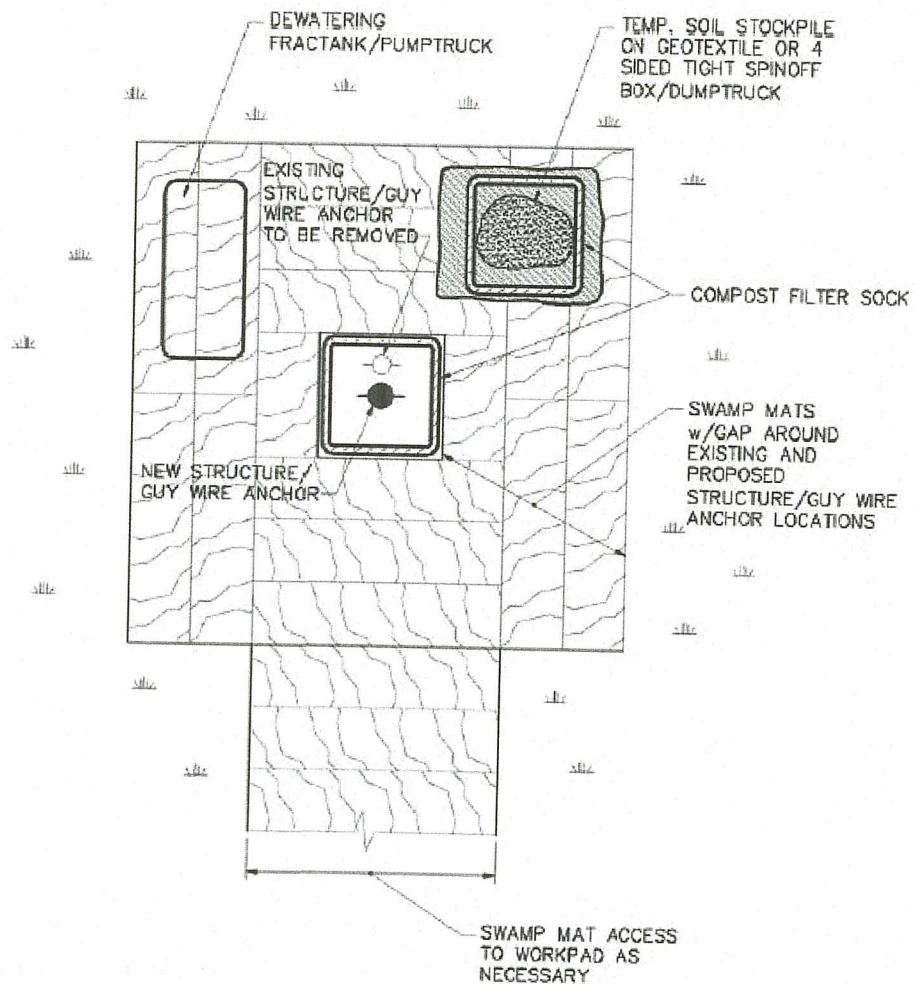 DEWATERING
FRACTANK/PUMPTRUCK
TEMP. SOIL STOCKPILE
ON GEOTEXTILE OR 4
SIDED TIGHT SPINOFF
BOX/DUMPTRUCK
EXISTING
STRUCTURE/GUY
WIRE ANCHOR
TO BE REMOVED
COMPOST FILTER SOCK
SWAMP MATS
w/GAP AROUND
EXISTING AND
PROPOSED
STRUCTURE/GUY WIRE
ANCHOR LOCATIONS
NEW STRUCTURE/
GUY WIRE ANCHOR
SWAMP MAT ACCESS
TO WORKPAD AS
NECESSARY